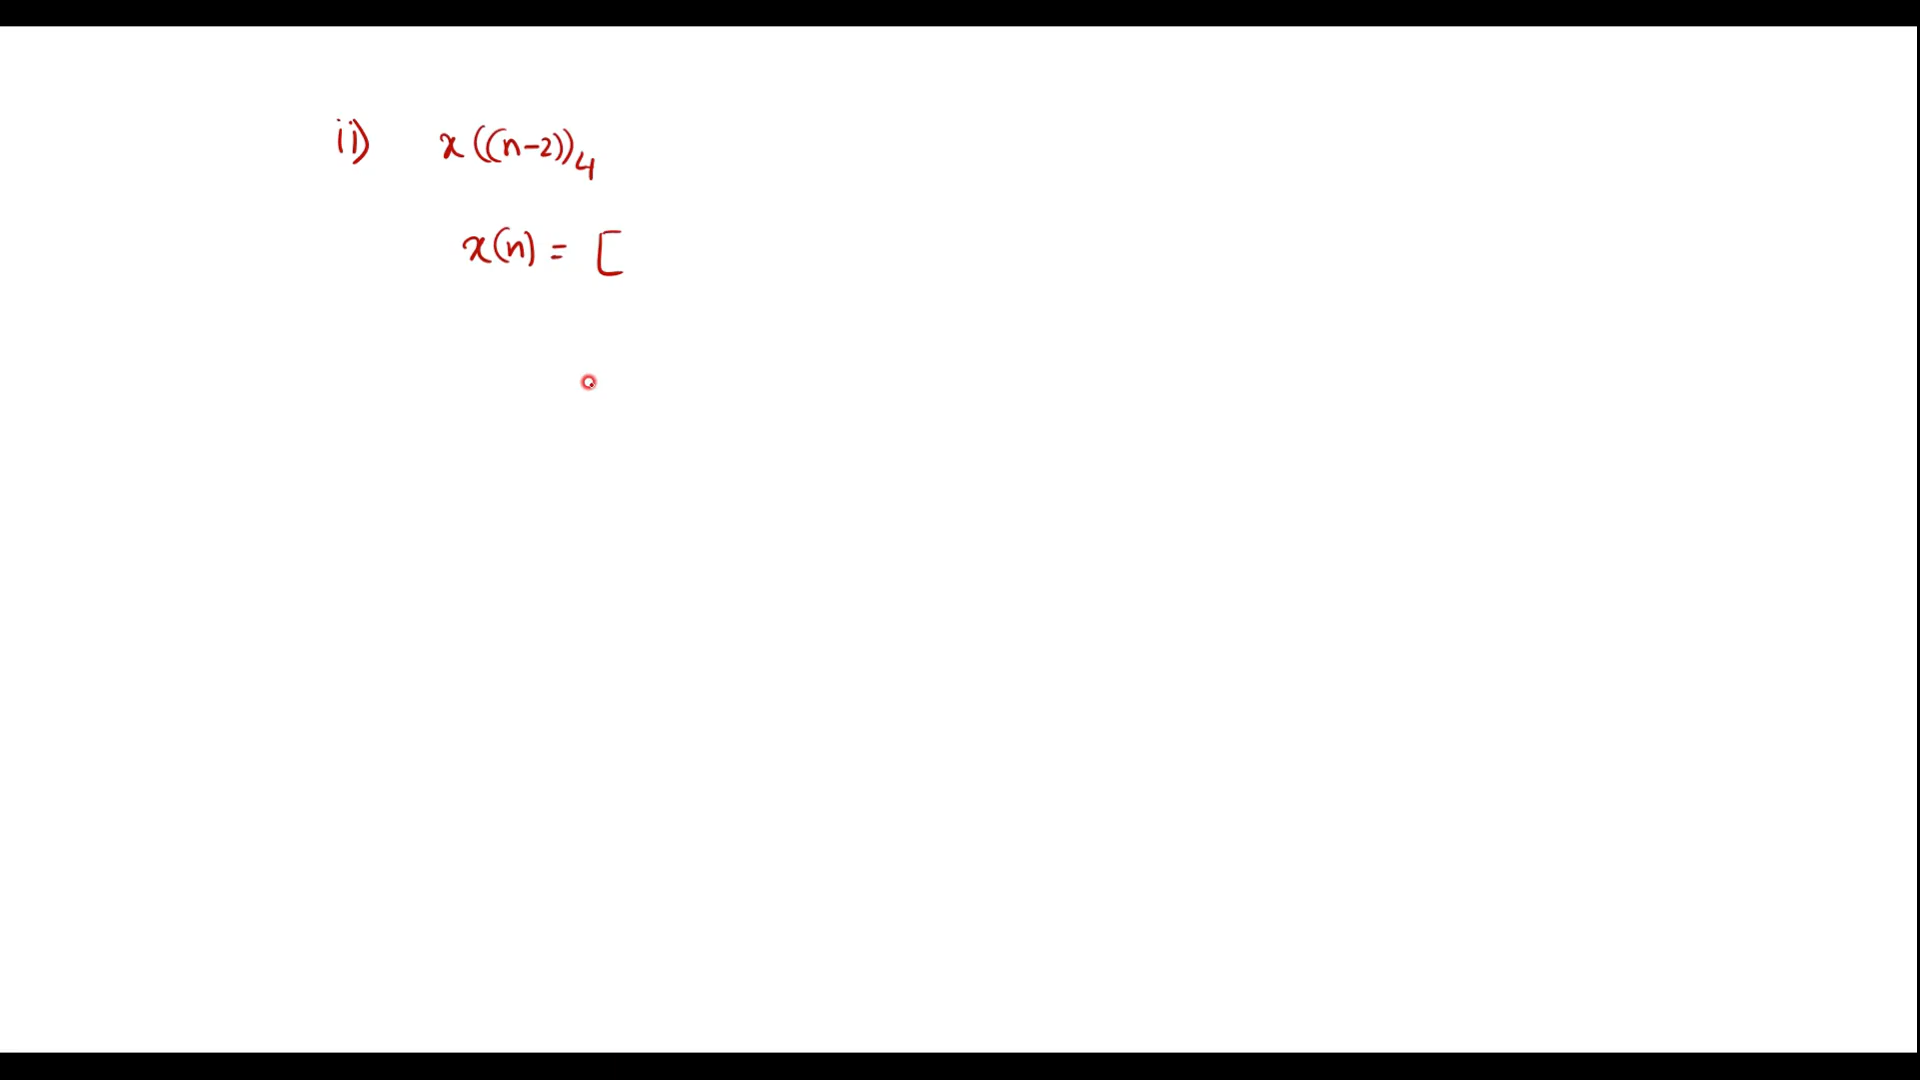 ii) x((n-2))₄
x(n) = [